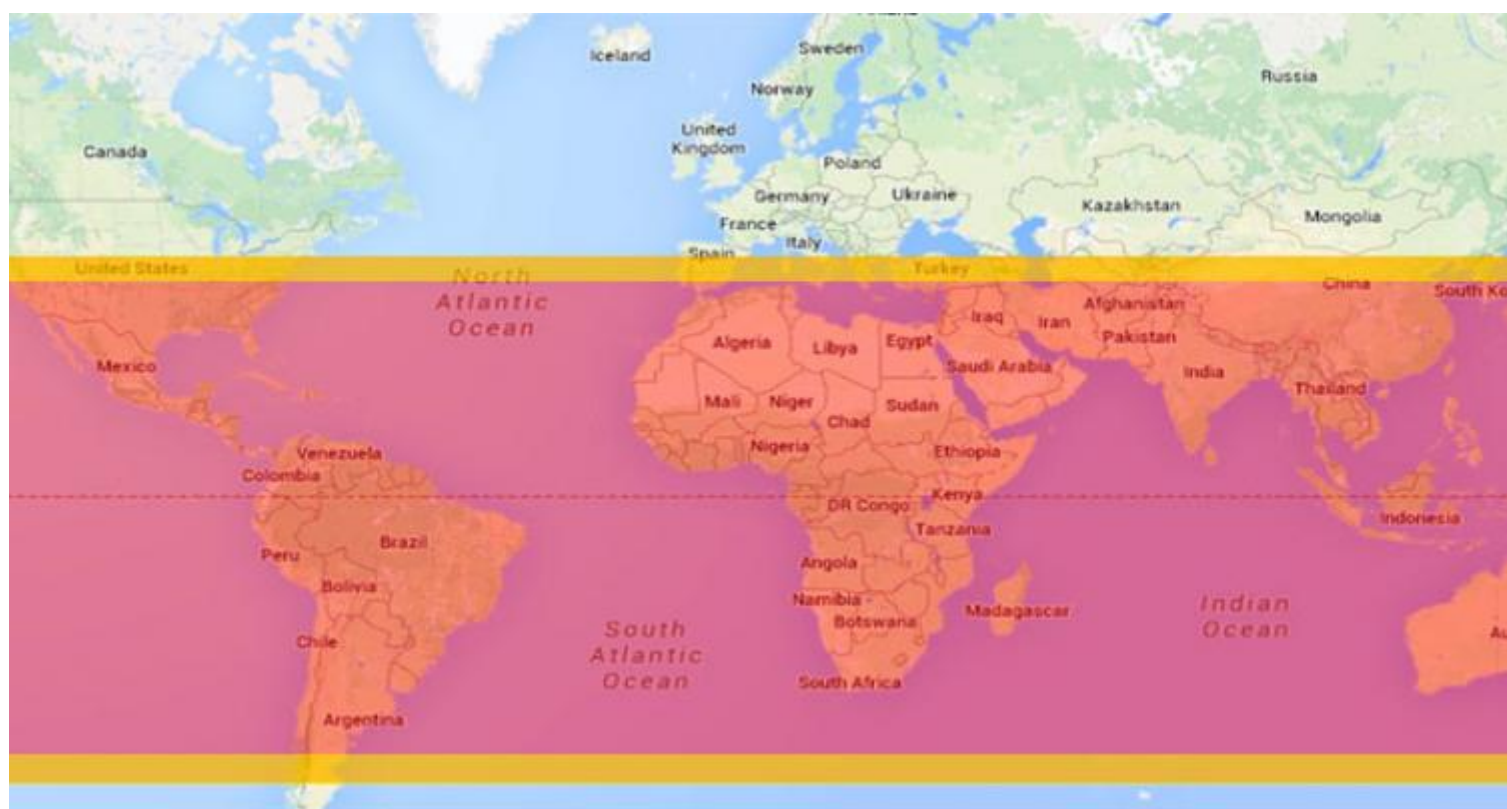 Iceland
Sweden
Norway
Russia
United
Kingdom
Canada
Poland
Germany
Ukraine
Kazakhstan
France
Mongolia
Italy
Spain
United States
Turkey
North
Atlantic
Ocean
China
South Ko
Afghanistan
Iraq
Iran
Pakistan
Algeria
Libya
Egypt
Mexico
Saudi Arabia
India
Thailand
Mali
Niger
Sudan
Chad
Nigeria
Ethiopia
Venezuela
Colombia
Kenya
DR Congo
Indonesia
Tanzania
Brazil
Peru
Angola
Bolivia
Namibia
Madagascar
Botswana
Indian
Ocean
South
Atlantic
Ocean
Chile
Au
South Africa
Argentina